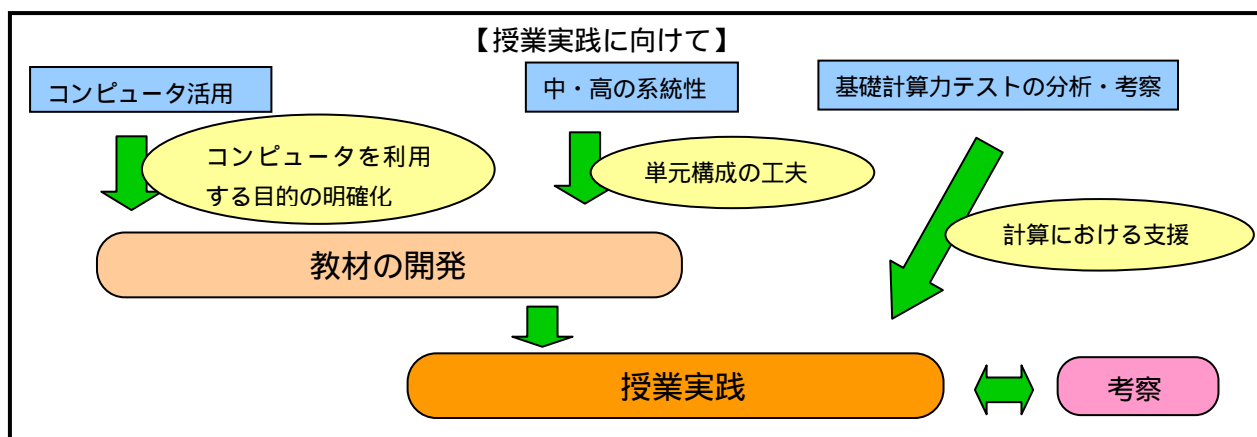 【授業実践に向けて】
コンピュータ活用
中・高の系統性
基礎計算力テストの分析・考察
コンピュータを利用
する目的の明確化
単元構成の工夫
計算における支援
教材の開発
授業実践
考察